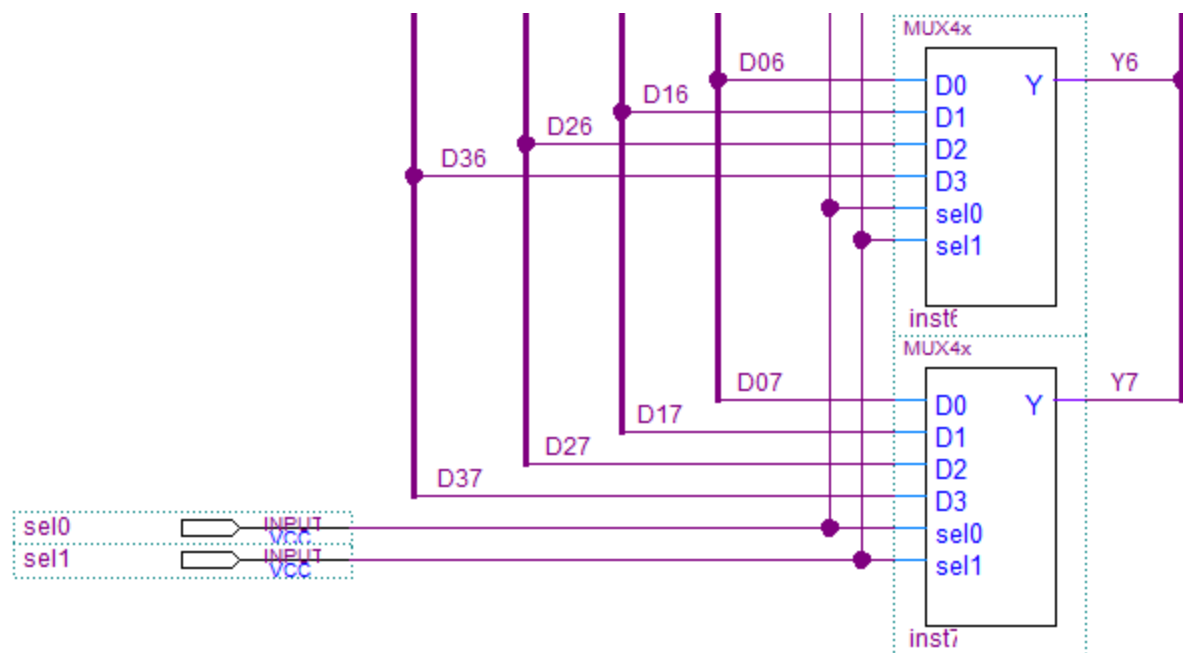 MUX4x
D06
D0
Y
Y6
D16
D1
D26
D2
D36
D3
sel0
sel1
inst6
MUX4x
D07
D0
Y
Y7
D17
D1
D27
D2
D37
D3
sel0
INPUT
VCC
sel0
sel1
INPUT
VCC
sel1
inst7